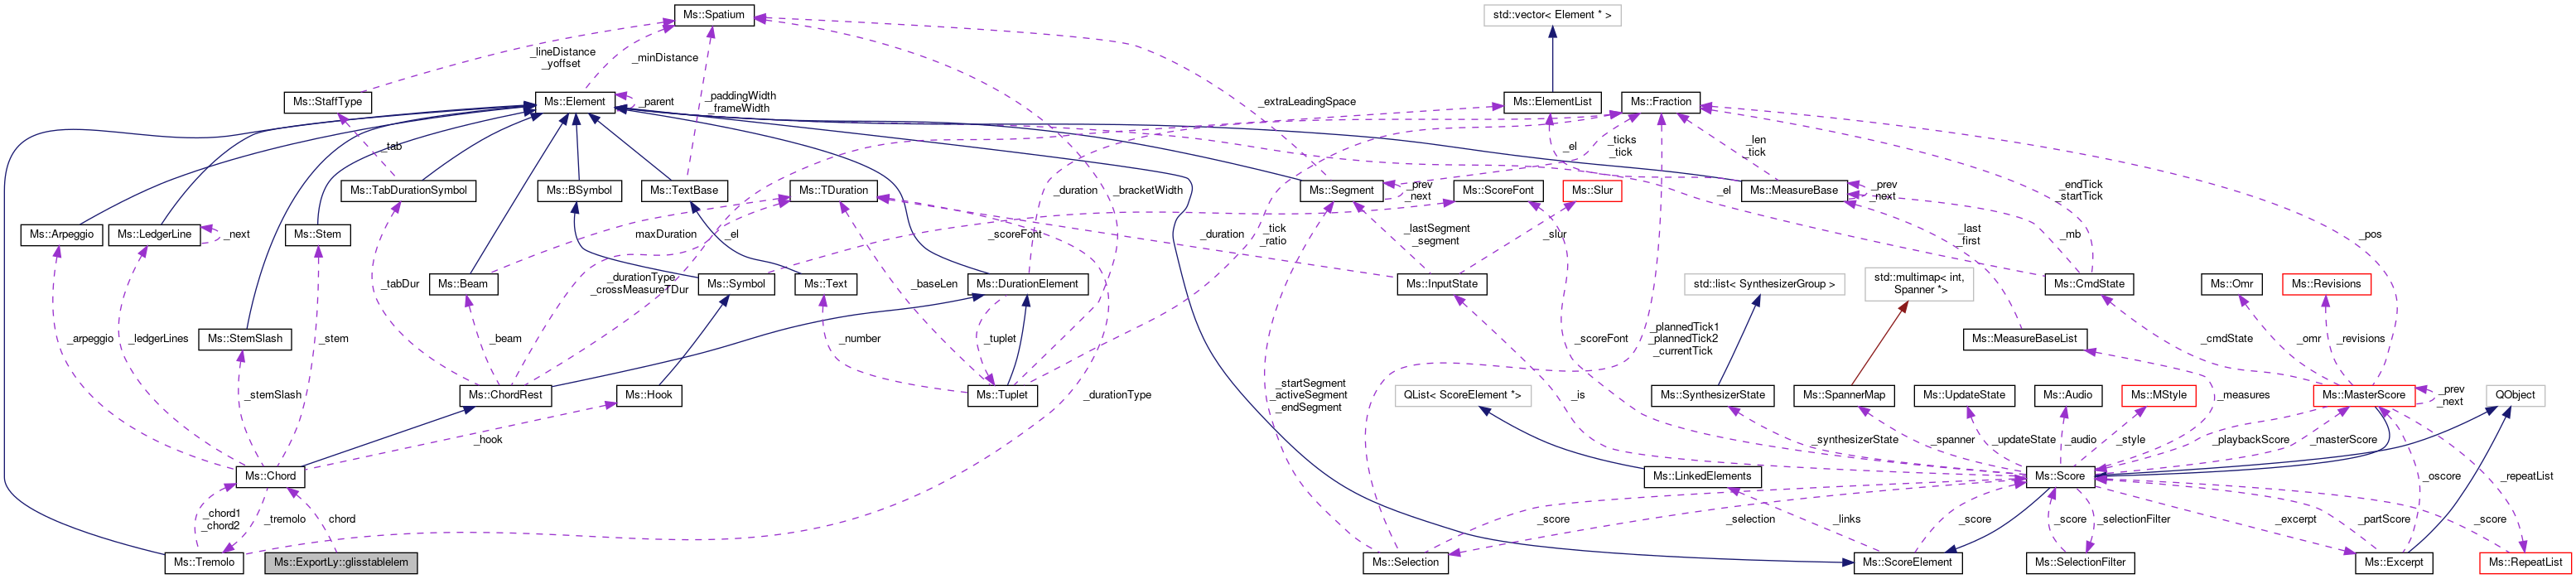 Ms::Spatium
std::vector< Element * >
_lineDistance
_yoffset
_minDistance
Ms::StaffType
Ms::Element
_parent
_paddingWidth
_frameWidth
_extraLeadingSpace
Ms::ElementList
Ms::Fraction
_tab
_el
_ticks
_tick
_len
_tick
Ms::TabDurationSymbol
Ms::BSymbol
Ms::TextBase
Ms::TDuration
_duration
_bracketWidth
Ms::Segment
_prev
_next
Ms::ScoreFont
Ms::Slur
_el
Ms::MeasureBase
_prev
_next
_endTick
_startTick
Ms::Arpeggio
Ms::LedgerLine
_next
Ms::Stem
maxDuration
_el
_scoreFont
_duration
_tick
_ratio
_lastSegment
_segment
_slur
_last
_first
_mb
_pos
_tabDur
Ms::Beam
_durationType
_crossMeasureTDur
Ms::Symbol
Ms::Text
_baseLen
Ms::DurationElement
Ms::InputState
std::list< SynthesizerGroup >
std::multimap< int,
Spanner * >
Ms::CmdState
Ms::Omr
Ms::Revisions
_arpeggio
_ledgerLines
Ms::StemSlash
_stem
_beam
_number
_tuplet
_scoreFont
_plannedTick1
_plannedTick2
_currentTick
Ms::MeasureBaseList
_cmdState
_omr
_revisions
_stemSlash
Ms::ChordRest
Ms::Hook
Ms::Tuplet
_durationType
_startSegment
_activeSegment
_endSegment
QList< ScoreElement * >
_is
Ms::SynthesizerState
Ms::SpannerMap
Ms::UpdateState
Ms::Audio
Ms::MStyle
_measures
Ms::MasterScore
_prev
_next
QObject
_hook
_synthesizerState
_spanner
_updateState
_audio
_style
_playbackScore
_masterScore
Ms::Chord
Ms::LinkedElements
Ms::Score
_oscore
_repeatList
_chord1
_chord2
_tremolo
chord
_score
_selection
_links
_score
_score
_selectionFilter
_excerpt
_partScore
_score
Ms::Tremolo
Ms::ExportLy::glisstablelem
Ms::Selection
Ms::ScoreElement
Ms::SelectionFilter
Ms::Excerpt
Ms::RepeatList